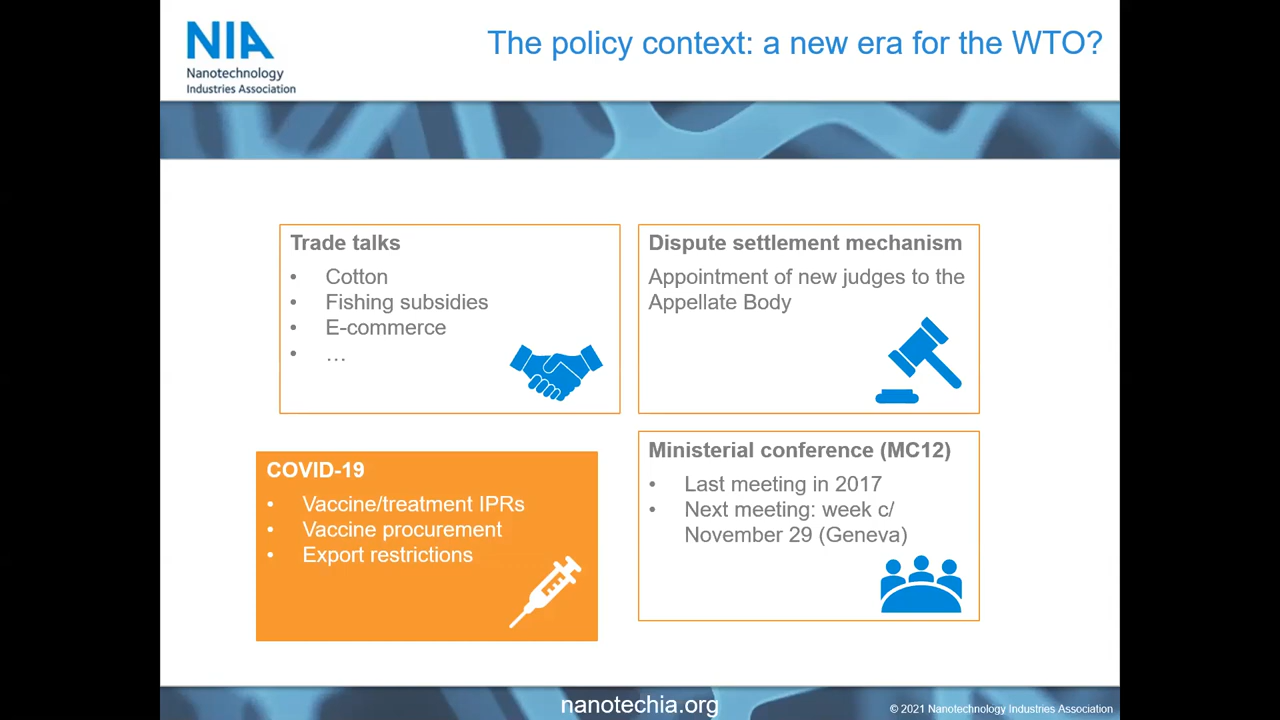 NIA
Nanotechnology
Industries Association
The policy context: a new era for the WTO?
Trade talks
• Cotton
• Fishing subsidies
• E-commerce
• …
Dispute settlement mechanism
Appointment of new judges to the
Appellate Body
COVID-19
• Vaccine/treatment IPRs
• Vaccine procurement
• Export restrictions
Ministerial conference (MC12)
• Last meeting in 2017
• Next meeting: week c/
November 29 (Geneva)
nanotechia.org
© 2021 Nanotechnology Industries Association